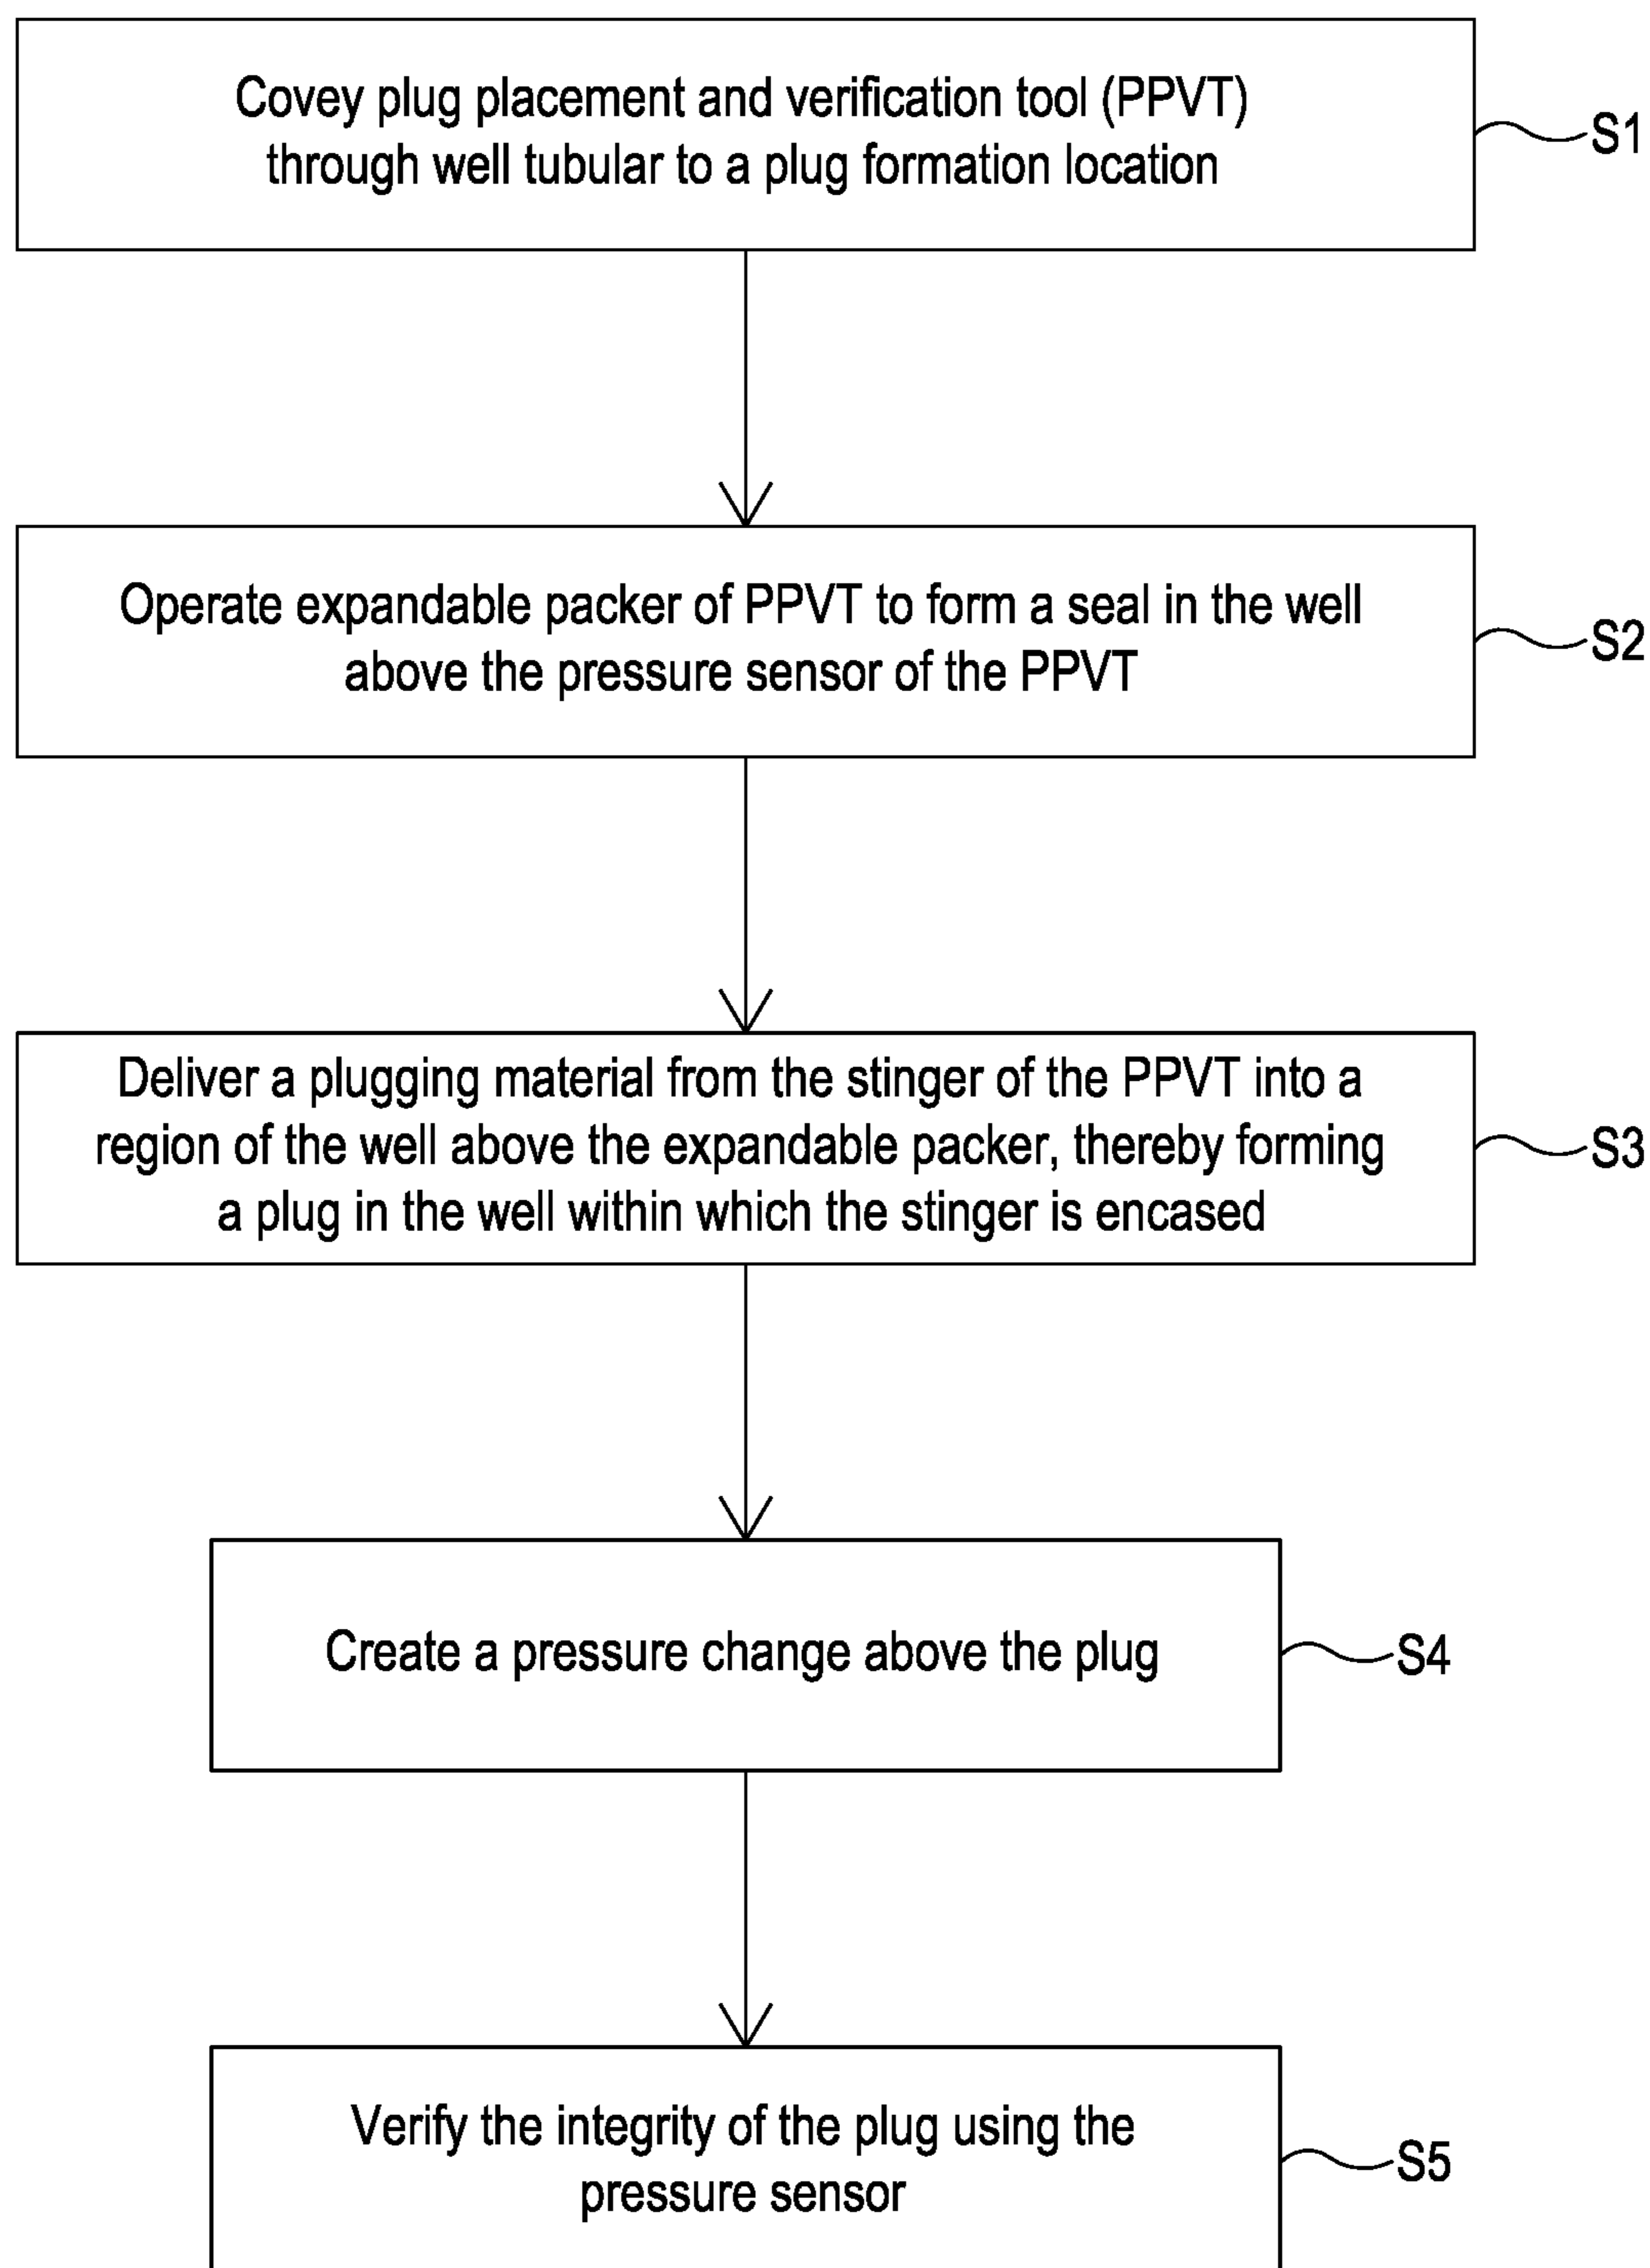 Covey plug placement and verification tool (PPVT)
through well tubular to a plug formation location
S1
Operate expandable packer of PPVT to form a seal in the well
above the pressure sensor of the PPVT
S2
Deliver a plugging material from the stinger of the PPVT into a
region of the well above the expandable packer, thereby forming
a plug in the well within which the stinger is encased
S3
Create a pressure change above the plug
S4
Verify the integrity of the plug using the
pressure sensor
S5